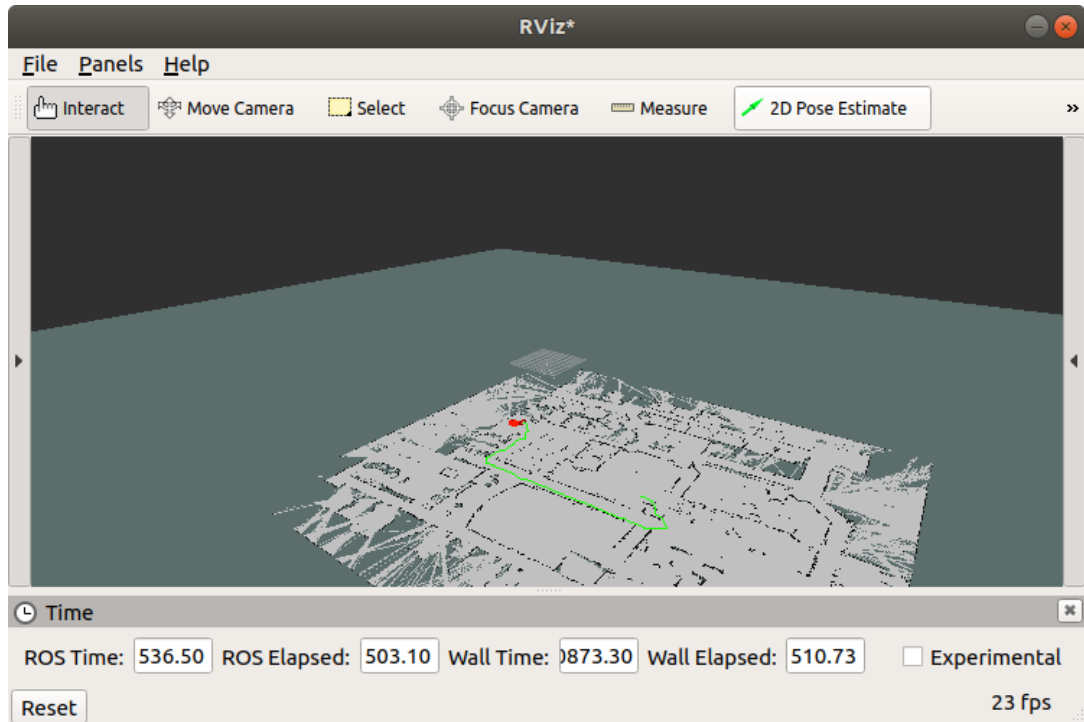 RViz*
File Panels Help
Interact Move Camera Select Focus Camera Measure 2D Pose Estimate »
Time
ROS Time: 536.50 ROS Elapsed: 503.10 Wall Time: 0873.30 Wall Elapsed: 510.73 Experimental
Reset 23 fps